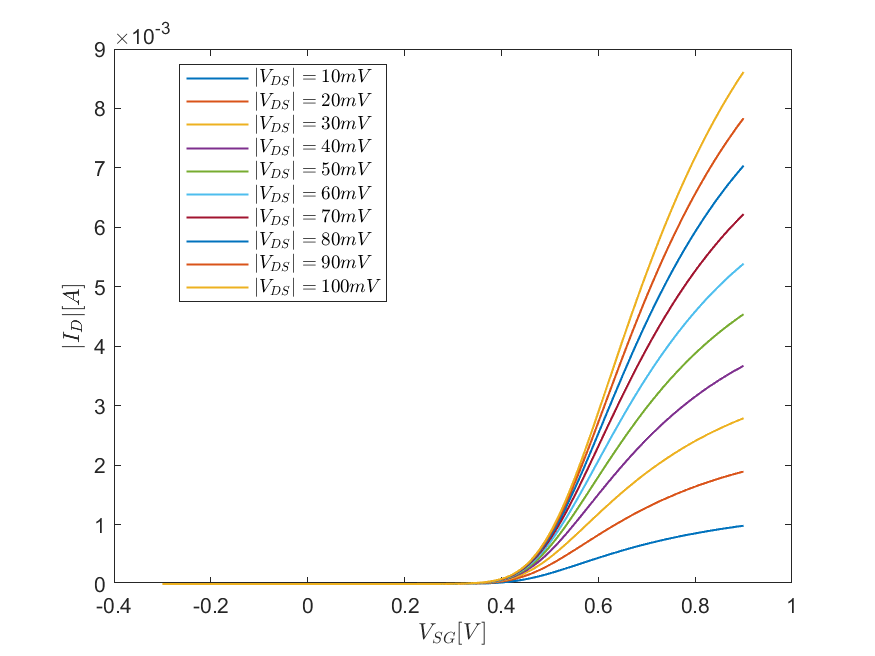 ×10⁻³
9
8
7
6
5
4
3
2
1
0
|I_D|[A]
|V_DS| = 10mV
|V_DS| = 20mV
|V_DS| = 30mV
|V_DS| = 40mV
|V_DS| = 50mV
|V_DS| = 60mV
|V_DS| = 70mV
|V_DS| = 80mV
|V_DS| = 90mV
|V_DS| = 100mV
-0.4 -0.2 0 0.2 0.4 0.6 0.8 1
V_SG[V]